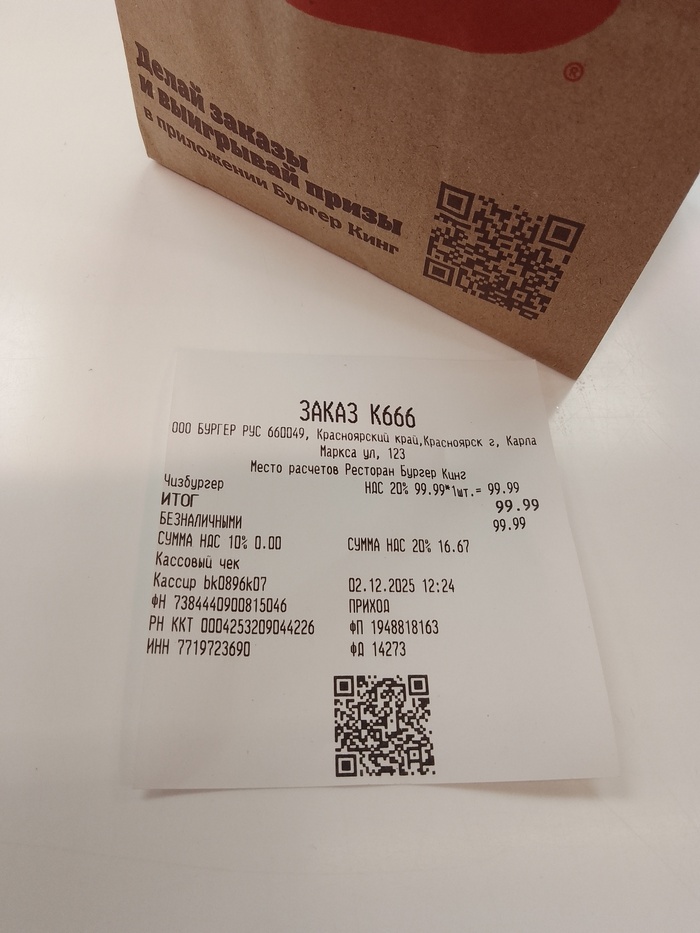 ®
Делай заказы
и выигрывай призы
в приложении Бургер Кинг
ЗАКАЗ К666
ООО БУРГЕР РУС 660049, Красноярский край,Красноярск г, Карла
Маркса ул, 123
Место расчетов Ресторан Бургер Кинг
Чизбургер НДС 20% 99.99*1шт.= 99.99
ИТОГ 99.99
БЕЗНАЛИЧНЫМИ 99.99
СУММА НДС 10% 0.00 СУММА НДС 20% 16.67
Кассовый чек
Кассир bk0896k07 02.12.2025 12:24
ФН 7384440900815046 ПРИХОД
РН ККТ 0004253209044226 ФП 1948818163
ИНН 7719723690 ФД 14273